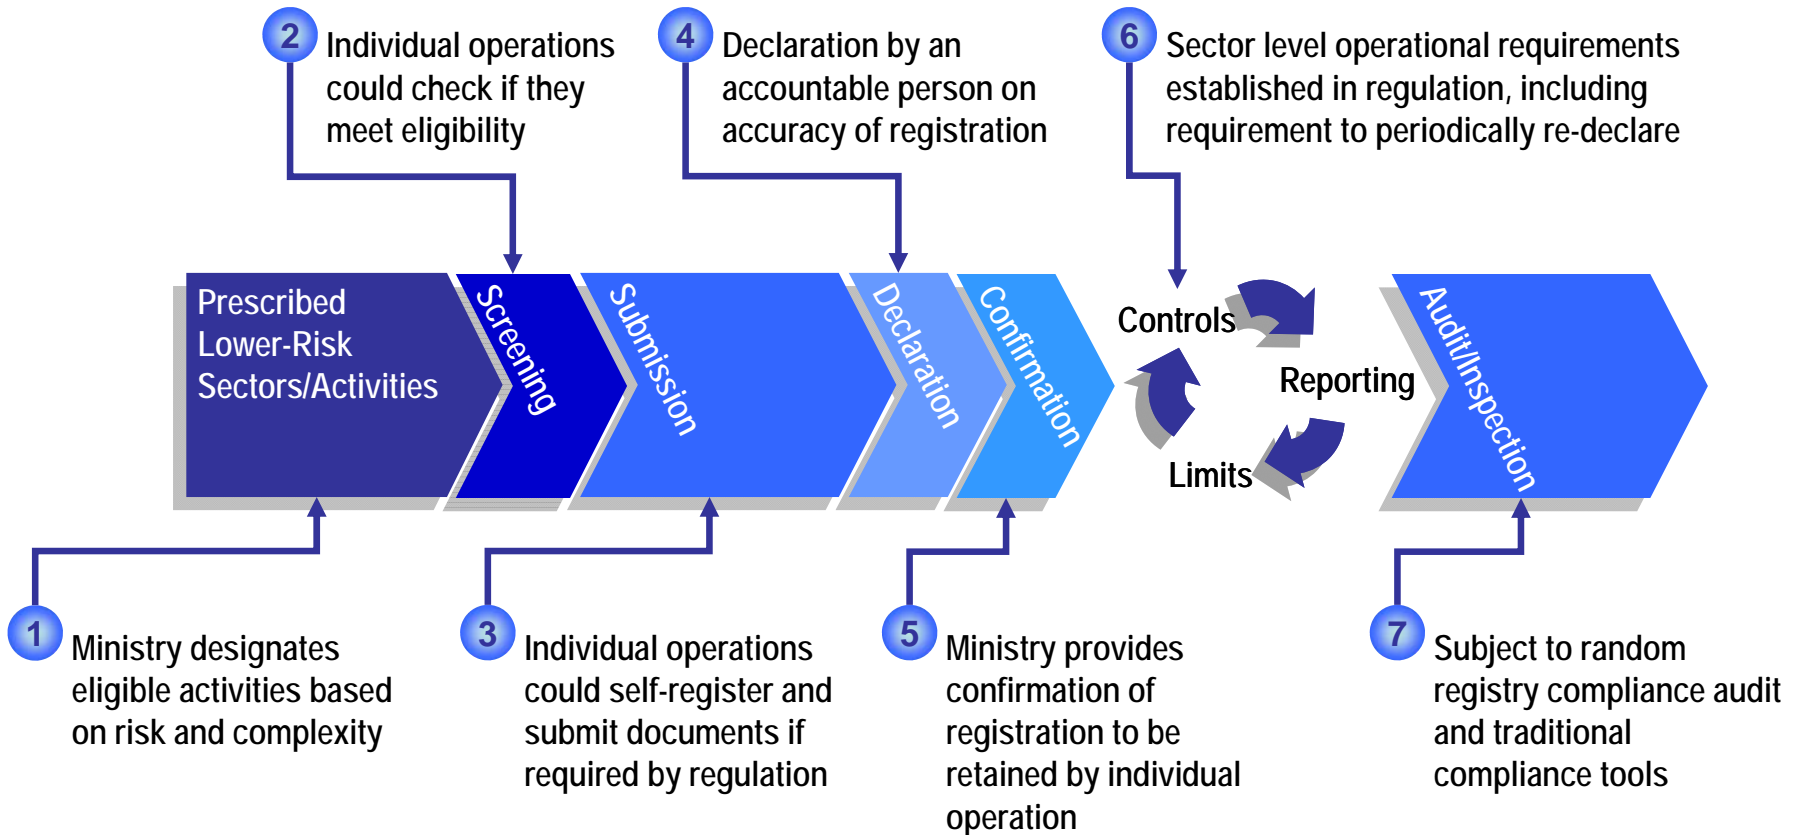 2
Individual operations
could check if they
meet eligibility
4
Declaration by an
accountable person on
accuracy of registration
6
Sector level operational requirements
established in regulation, including
requirement to periodically re-declare
Prescribed
Lower-Risk
Sectors/Activities
Screening
Submission
Declaration
Confirmation
Controls
Reporting
Limits
Audit/Inspection
1
Ministry designates
eligible activities based
on risk and complexity
3
Individual operations
could self-register and
submit documents if
required by regulation
5
Ministry provides
confirmation of
registration to be
retained by individual
operation
7
Subject to random
registry compliance audit
and traditional
compliance tools